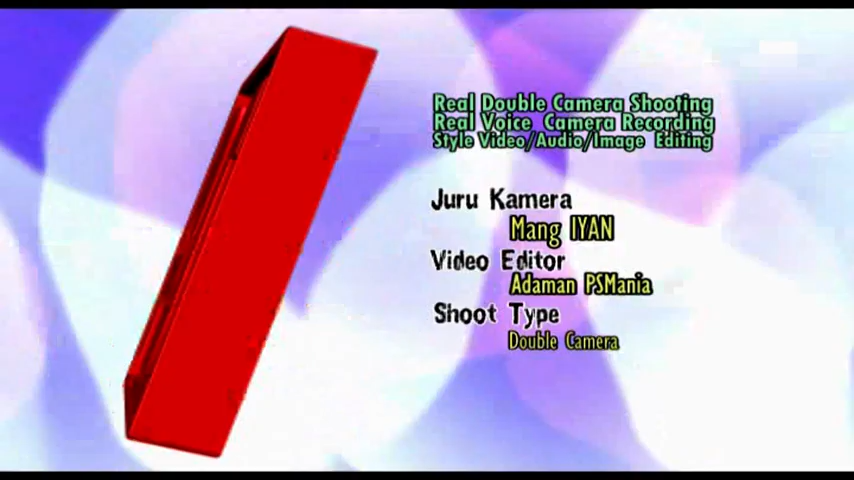 Real Double Camera Shooting
Real Voice Camera Recording
Style Video/Audio/Image Editing
Juru Kamera
Mang IYAN
Video Editor
Adaman PSMania
Shoot Type
Double Camera